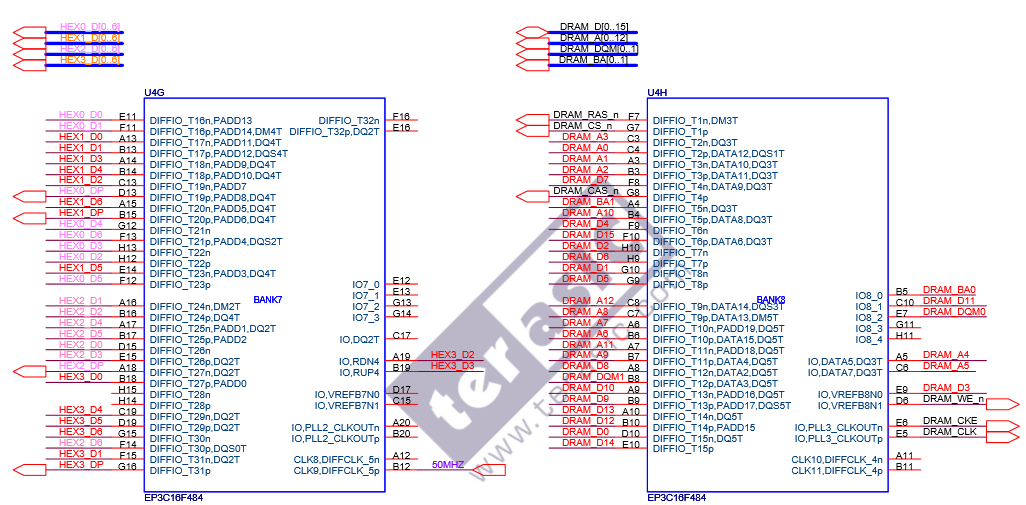 HEX0_D[0..6]
HEX1_D[0..6]
HEX2_D[0..6]
HEX3_D[0..6]
DRAM_D[0..15]
DRAM_A[0..12]
DRAM_DQM[0..1]
DRAM_BA[0..1]
U4G
HEX0_D0 E11 DIFFIO_T16n,PADD13 DIFFIO_T32n F16
HEX0_D1 F11 DIFFIO_T16p,PADD14,DM4T DIFFIO_T32p,DQ2T E16
HEX1_D0 A13 DIFFIO_T17n,PADD11,DQ4T
HEX1_D1 B13 DIFFIO_T17p,PADD12,DQS4T
HEX1_D3 A14 DIFFIO_T18n,PADD9,DQ4T
HEX1_D4 B14 DIFFIO_T18p,PADD10,DQ4T
HEX1_D2 C13 DIFFIO_T19n,PADD7
HEX0_DP D13 DIFFIO_T19p,PADD8,DQ4T
HEX1_D6 A15 DIFFIO_T20n,PADD5,DQ4T
HEX1_DP B15 DIFFIO_T20p,PADD6,DQ4T
HEX0_D4 G12 DIFFIO_T21n
HEX0_D6 F13 DIFFIO_T21p,PADD4,DQS2T
HEX0_D3 H13 DIFFIO_T22n
HEX0_D2 H12 DIFFIO_T22p
HEX1_D5 E14 DIFFIO_T23n,PADD3,DQ4T
HEX0_D5 F12 DIFFIO_T23p IO7_0 E12
IO7_1 E13
BANK7
HEX2_D1 A16 DIFFIO_T24n,DM2T IO7_2 G13
HEX2_D2 B16 DIFFIO_T24p,DQ4T IO7_3 G14
HEX2_D4 A17 DIFFIO_T25n,PADD1,DQ2T
HEX2_D5 B17 DIFFIO_T25p,PADD2 IO,DQ2T C17
HEX2_D0 D15 DIFFIO_T26n
HEX2_D3 E15 DIFFIO_T26p,DQ2T IO,RDN4 A19 HEX3_D2
HEX2_DP A18 DIFFIO_T27n,DQ2T IO,RUP4 B19 HEX3_D3
HEX3_D0 B18 DIFFIO_T27p,PADD0
H15 DIFFIO_T28n IO,VREFB7N0 D17
H14 DIFFIO_T28p IO,VREFB7N1 C15
HEX3_D4 C19 DIFFIO_T29n,DQ2T
HEX3_D5 D19 DIFFIO_T29p,DQ2T IO,PLL2_CLKOUTn A20
HEX3_D6 G15 DIFFIO_T30n IO,PLL2_CLKOUTp B20
HEX2_D6 F14 DIFFIO_T30p,DQS0T
HEX3_D1 F15 DIFFIO_T31n,DQ2T CLK8,DIFFCLK_5n A12
HEX3_DP G16 DIFFIO_T31p CLK9,DIFFCLK_5p B12 50MHZ
EP3C16F484
U4H
DRAM_RAS_n F7 DIFFIO_T1n,DM3T
DRAM_CS_n G7 DIFFIO_T1p
DRAM_A3 C3 DIFFIO_T2n,DQ3T
DRAM_A0 C4 DIFFIO_T2p,DATA12,DQS1T
DRAM_A1 A3 DIFFIO_T3n,DATA10,DQ3T
DRAM_A2 B3 DIFFIO_T3p,DATA11,DQ3T
DRAM_D7 F8 DIFFIO_T4n,DATA9,DQ3T
DRAM_CAS_n G8 DIFFIO_T4p
DRAM_BA1 A4 DIFFIO_T5n,DQ3T
DRAM_A10 B4 DIFFIO_T5p,DATA8,DQ3T
DRAM_D4 F9 DIFFIO_T6n
DRAM_D15 F10 DIFFIO_T6p,DATA6,DQ3T
DRAM_D2 H10 DIFFIO_T7n
DRAM_D6 H9 DIFFIO_T7p
DRAM_D1 G10 DIFFIO_T8n
DRAM_D5 G9 DIFFIO_T8p
IO8_0 B5 DRAM_BA0
BANK8
DRAM_A12 C8 DIFFIO_T9n,DATA14,DQS3T IO8_1 C10 DRAM_D11
DRAM_A8 C7 DIFFIO_T9p,DATA13,DM5T IO8_2 E7 DRAM_DQM0
DRAM_A7 A6 DIFFIO_T10n,PADD19,DQ5T IO8_3 G11
DRAM_A6 B6 DIFFIO_T10p,DATA15,DQ5T IO8_4 H11
DRAM_A11 A7 DIFFIO_T11n,PADD18,DQ5T
DRAM_A9 B7 DIFFIO_T11p,DATA4,DQ5T IO,DATA5,DQ3T A5 DRAM_A4
DRAM_D8 A8 DIFFIO_T12n,DATA2,DQ5T IO,DATA7,DQ3T C6 DRAM_A5
DRAM_DQM1 B8 DIFFIO_T12p,DATA3,DQ5T
DRAM_D10 A9 DIFFIO_T13n,PADD16,DQ5T IO,VREFB8N0 E9 DRAM_D3
DRAM_D9 B9 DIFFIO_T13p,PADD17,DQS5T IO,VREFB8N1 D6 DRAM_WE_n
DRAM_D13 A10 DIFFIO_T14n,DQ5T
DRAM_D12 B10 DIFFIO_T14p,PADD15 IO,PLL3_CLKOUTn E6 DRAM_CKE
DRAM_D0 D10 DIFFIO_T15n,DQ5T IO,PLL3_CLKOUTp E5 DRAM_CLK
DRAM_D14 E10 DIFFIO_T15p
CLK10,DIFFCLK_4n A11
CLK11,DIFFCLK_4p B11
EP3C16F484
terasic